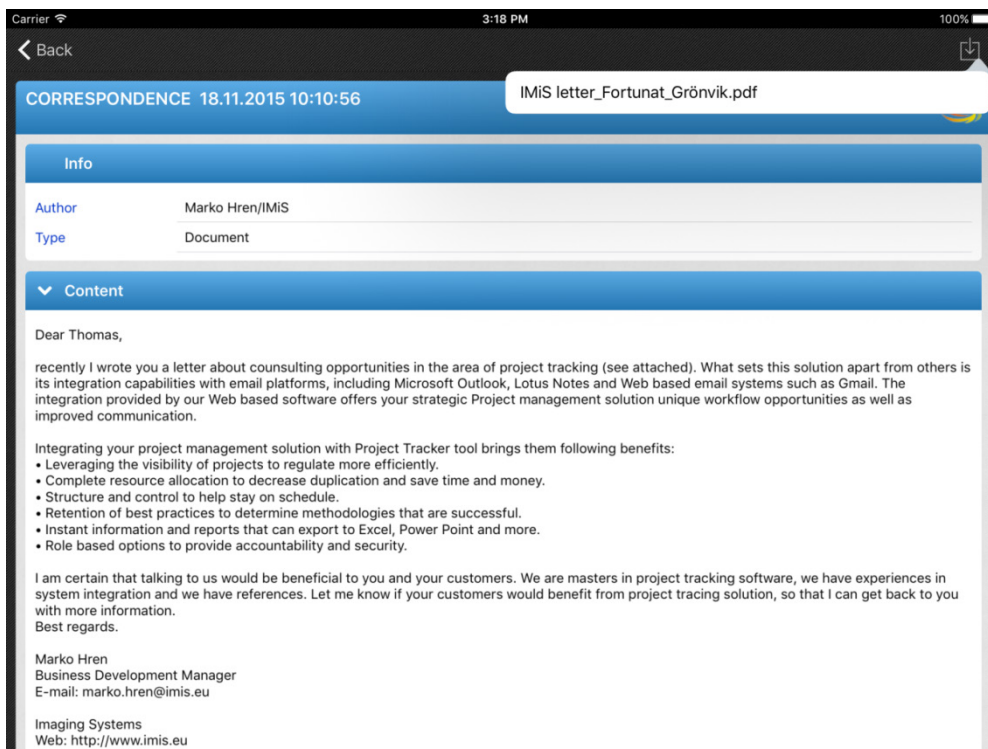 Carrier 3:18 PM 100%
Back
IMiS letter_Fortunat_Grönvik.pdf
CORRESPONDENCE 18.11.2015 10:10:56
Info
Author Marko Hren/IMiS
Type Document
Content
Dear Thomas,
recently I wrote you a letter about counsulting opportunities in the area of project tracking (see attached). What sets this solution apart from others is
its integration capabilities with email platforms, including Microsoft Outlook, Lotus Notes and Web based email systems such as Gmail. The
integration provided by our Web based software offers your strategic Project management solution unique workflow opportunities as well as
improved communication.
Integrating your project management solution with Project Tracker tool brings them following benefits:
• Leveraging the visibility of projects to regulate more efficiently.
• Complete resource allocation to decrease duplication and save time and money.
• Structure and control to help stay on schedule.
• Retention of best practices to determine methodologies that are successful.
• Instant information and reports that can export to Excel, Power Point and more.
• Role based options to provide accountability and security.
I am certain that talking to us would be beneficial to you and your customers. We are masters in project tracking software, we have experiences in
system integration and we have references. Let me know if your customers would benefit from project tracing solution, so that I can get back to you
with more information.
Best regards.
Marko Hren
Business Development Manager
E-mail: marko.hren@imis.eu
Imaging Systems
Web: http://www.imis.eu